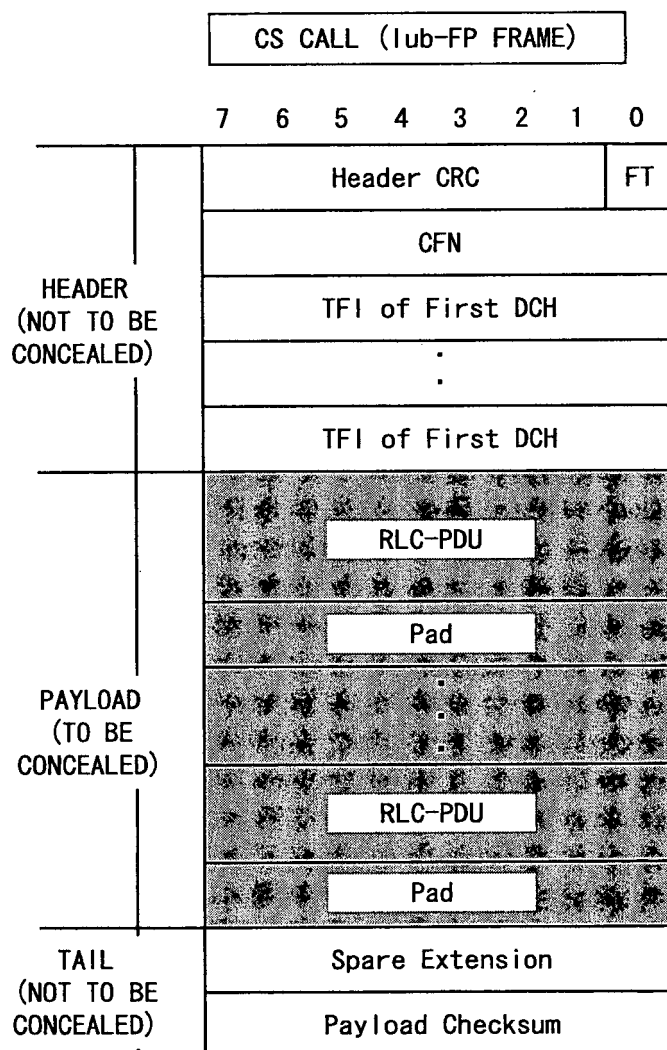 CS CALL (Iub-FP FRAME)
7 6 5 4 3 2 1 0
Header CRC FT
CFN
HEADER
(NOT TO BE
CONCEALED)
TFI of First DCH
:
TFI of First DCH
PAYLOAD
(TO BE
CONCEALED)
RLC-PDU
Pad
RLC-PDU
Pad
TAIL
(NOT TO BE
CONCEALED)
Spare Extension
Payload Checksum